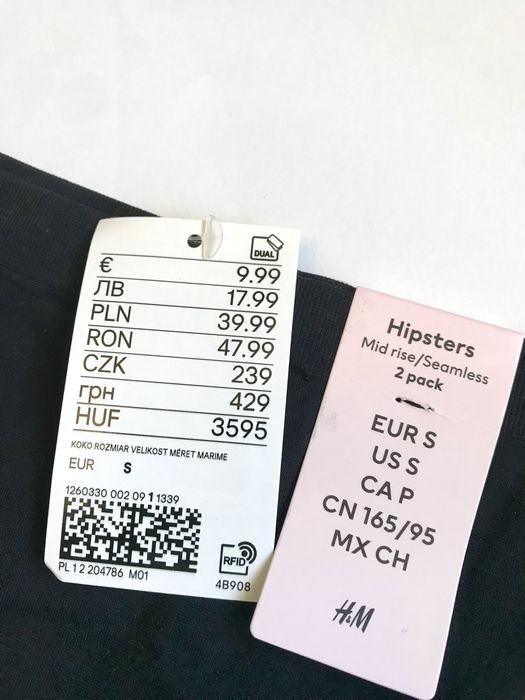 DUAL
€ 9.99
ЛВ 17.99
PLN 39.99
RON 47.99
CZK 239
грн 429
HUF 3595
KOKO ROZMIAR VELIKOST MÉRET MARIME
EUR S
1260330 002 09 1 1339
PL 1 2 204786 M01
RFID
4B908
Hipsters
Mid rise/Seamless
2 pack
EUR S
US S
CA P
CN 165/95
MX CH
H&M